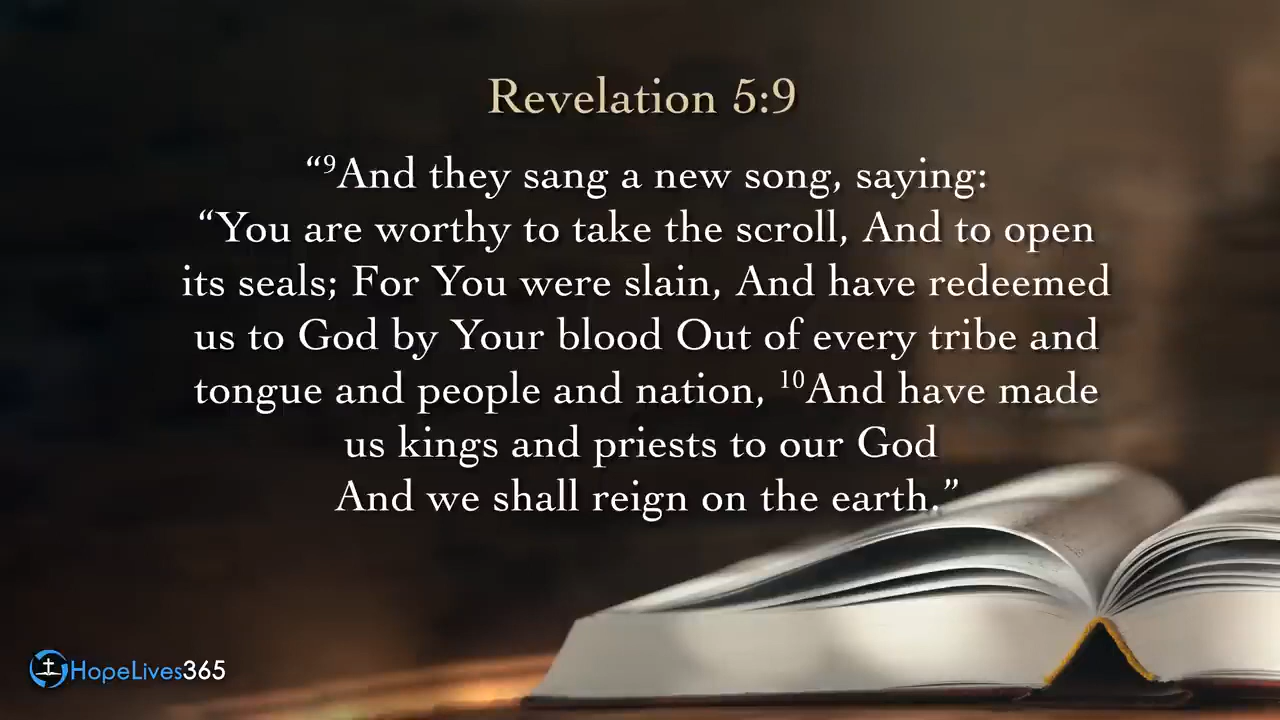 Revelation 5:9
“⁹And they sang a new song, saying:
“You are worthy to take the scroll, And to open
its seals; For You were slain, And have redeemed
us to God by Your blood Out of every tribe and
tongue and people and nation, ¹⁰And have made
us kings and priests to our God
And we shall reign on the earth.”
HopeLives365